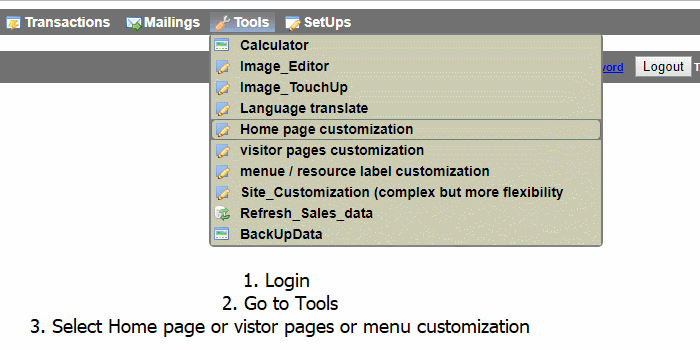 Transactions Mailings Tools SetUps
Calculator
Image_Editor
word Logout T
Image_TouchUp
Language translate
Home page customization
visitor pages customization
menue / resource label customization
Site_Customization (complex but more flexibility
Refresh_Sales_data
BackUpData
1. Login
2. Go to Tools
3. Select Home page or vistor pages or menu customization